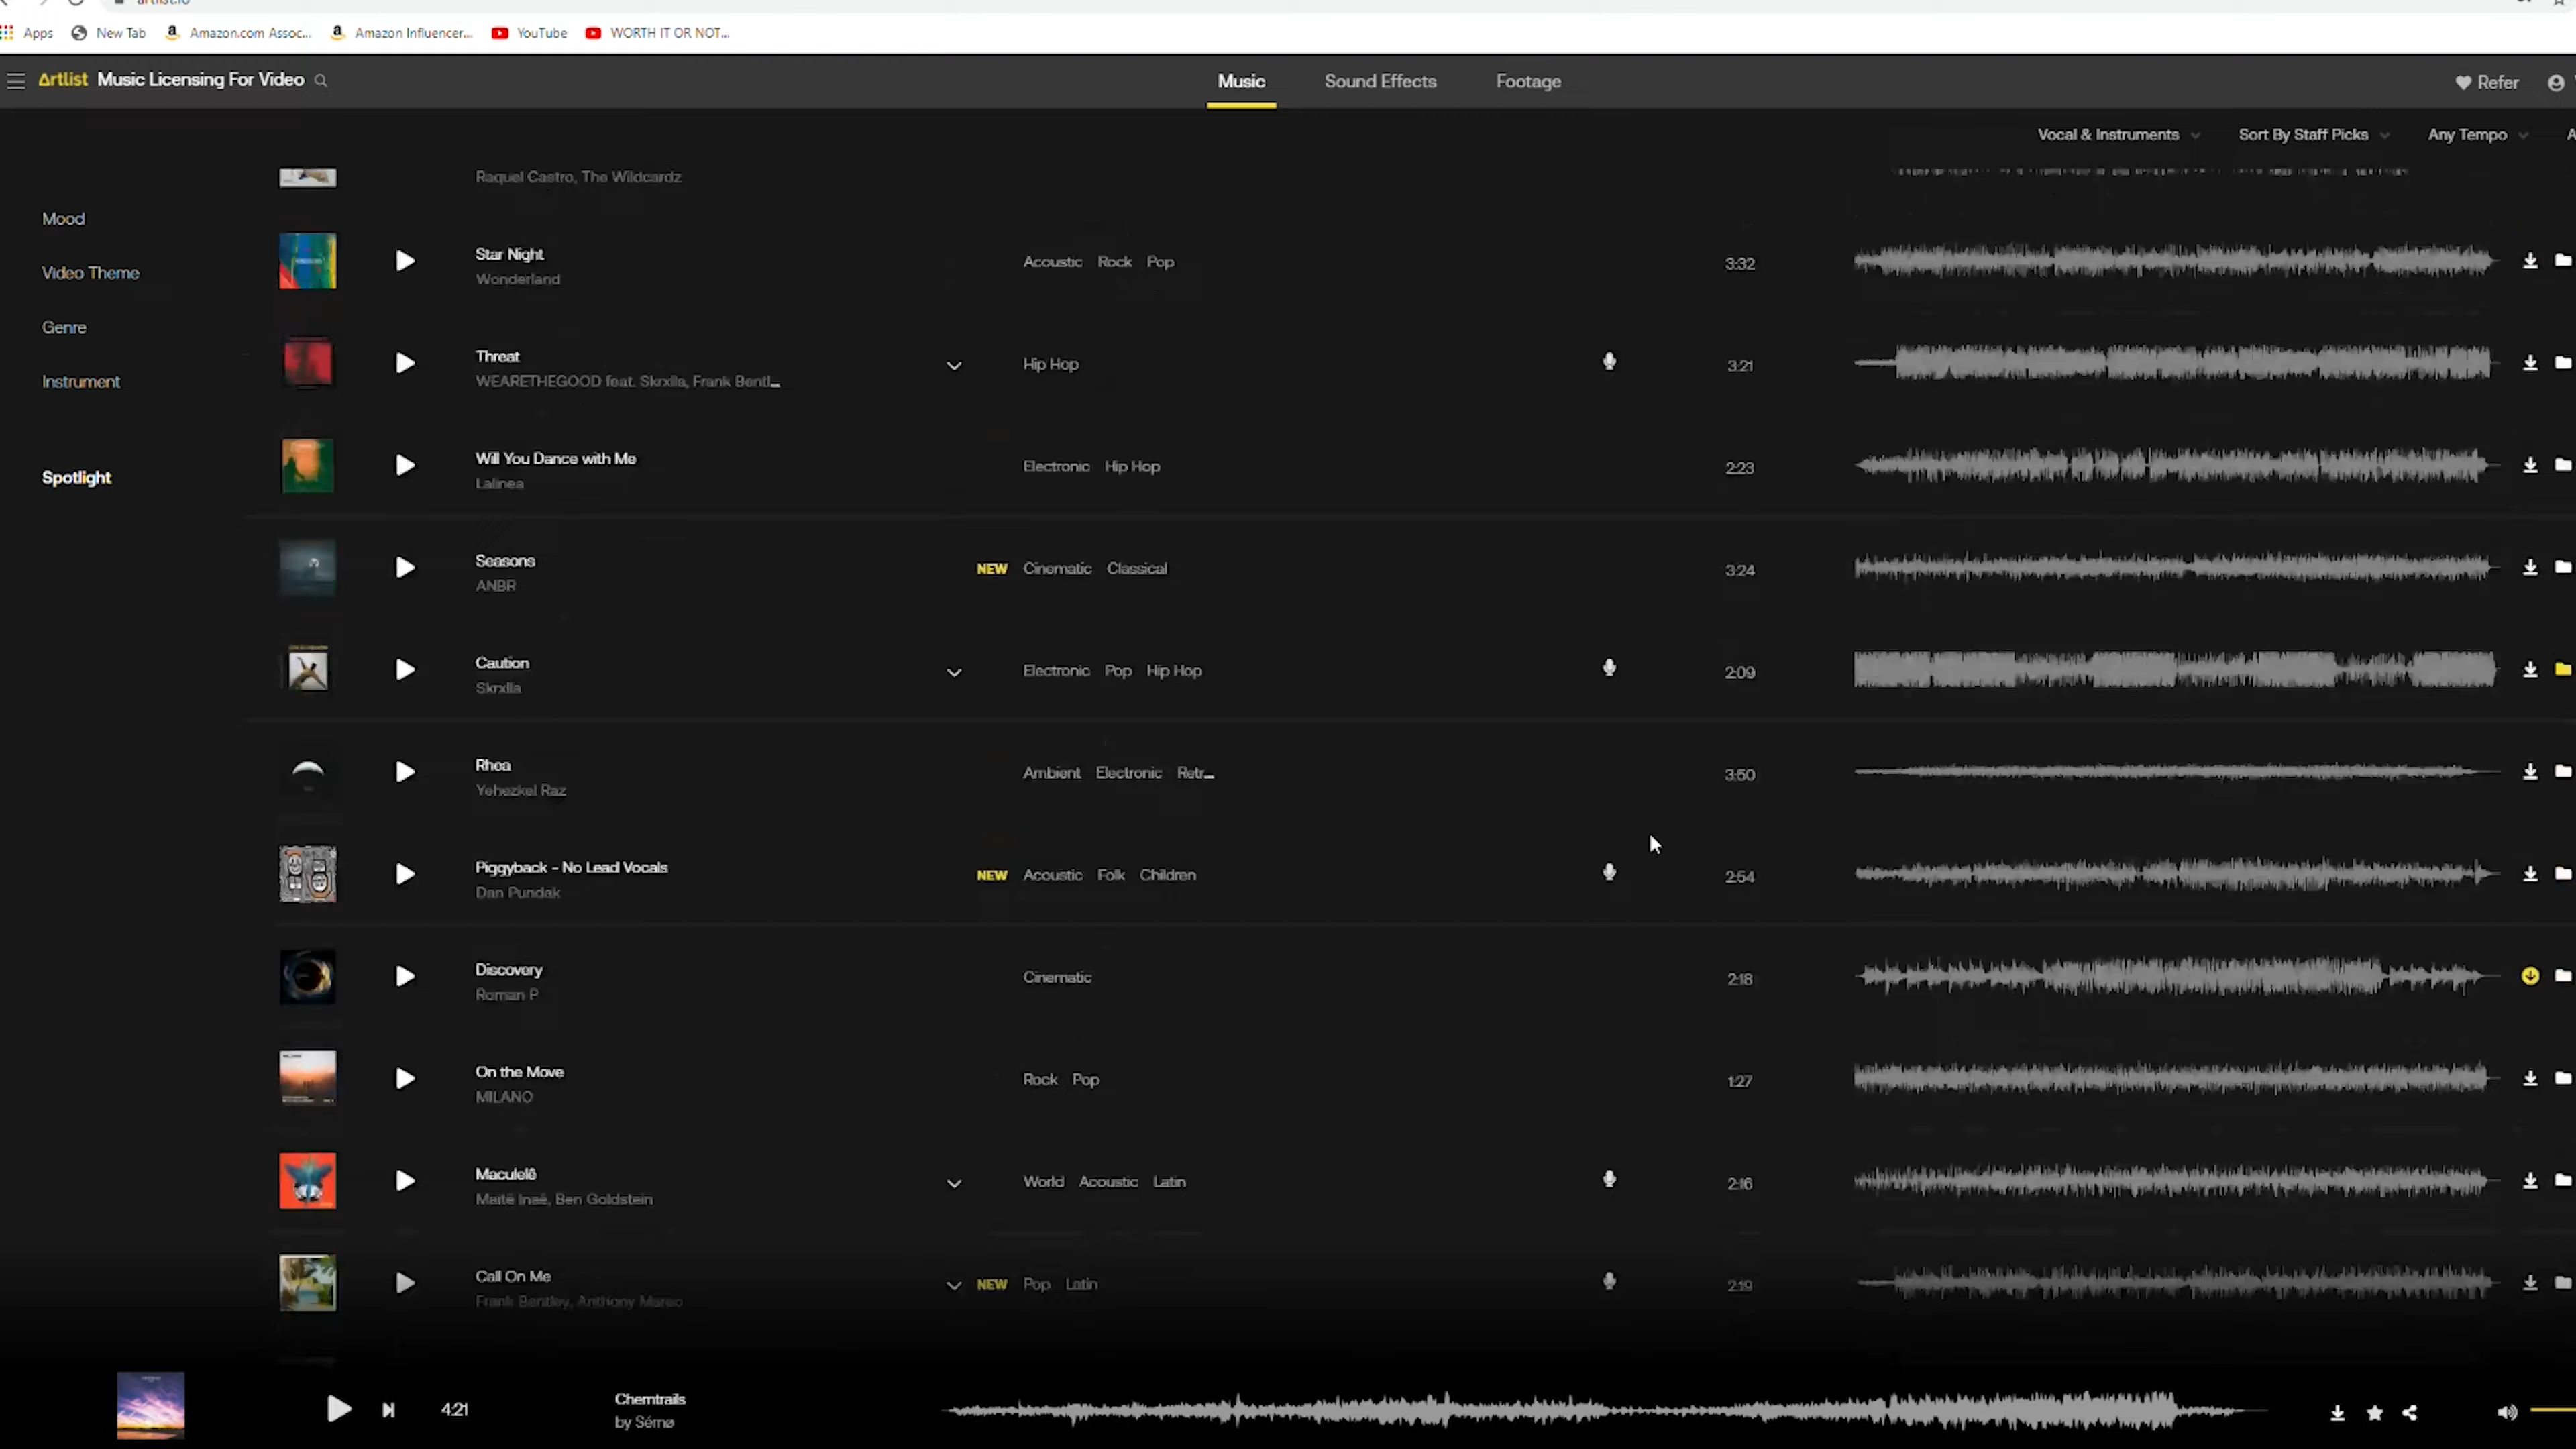 artlist.io
Apps New Tab Amazon.com Assoc... Amazon Influencer... YouTube WORTH IT OR NOT...
Artlist Music Licensing For Video Music Sound Effects Footage Refer
Vocal & Instruments Sort By Staff Picks Any Tempo
Raquel Castro, The Wildcardz
Mood
Video Theme
Genre
Instrument
Spotlight
Star Night Acoustic Rock Pop 3:32
Wonderland
Threat Hip Hop 3:21
WEARETHEGOOD feat. Skrxlla, Frank Bentl...
Will You Dance with Me Electronic Hip Hop 2:23
Lalinea
Seasons NEW Cinematic Classical 3:24
ANBR
Caution Electronic Pop Hip Hop 2:09
Skrxlla
Rhea Ambient Electronic Retr... 3:50
Yehezkel Raz
Piggyback - No Lead Vocals NEW Acoustic Folk Children 2:54
Dan Pundak
Discovery Cinematic 2:18
Roman P
On the Move Rock Pop 1:27
MILANO
Maculelê World Acoustic Latin 2:16
Maitê Inaê, Ben Goldstein
Call On Me NEW Pop Latin 2:19
Frank Bentley, Anthony
4:21 Chemtrails
by Sémø